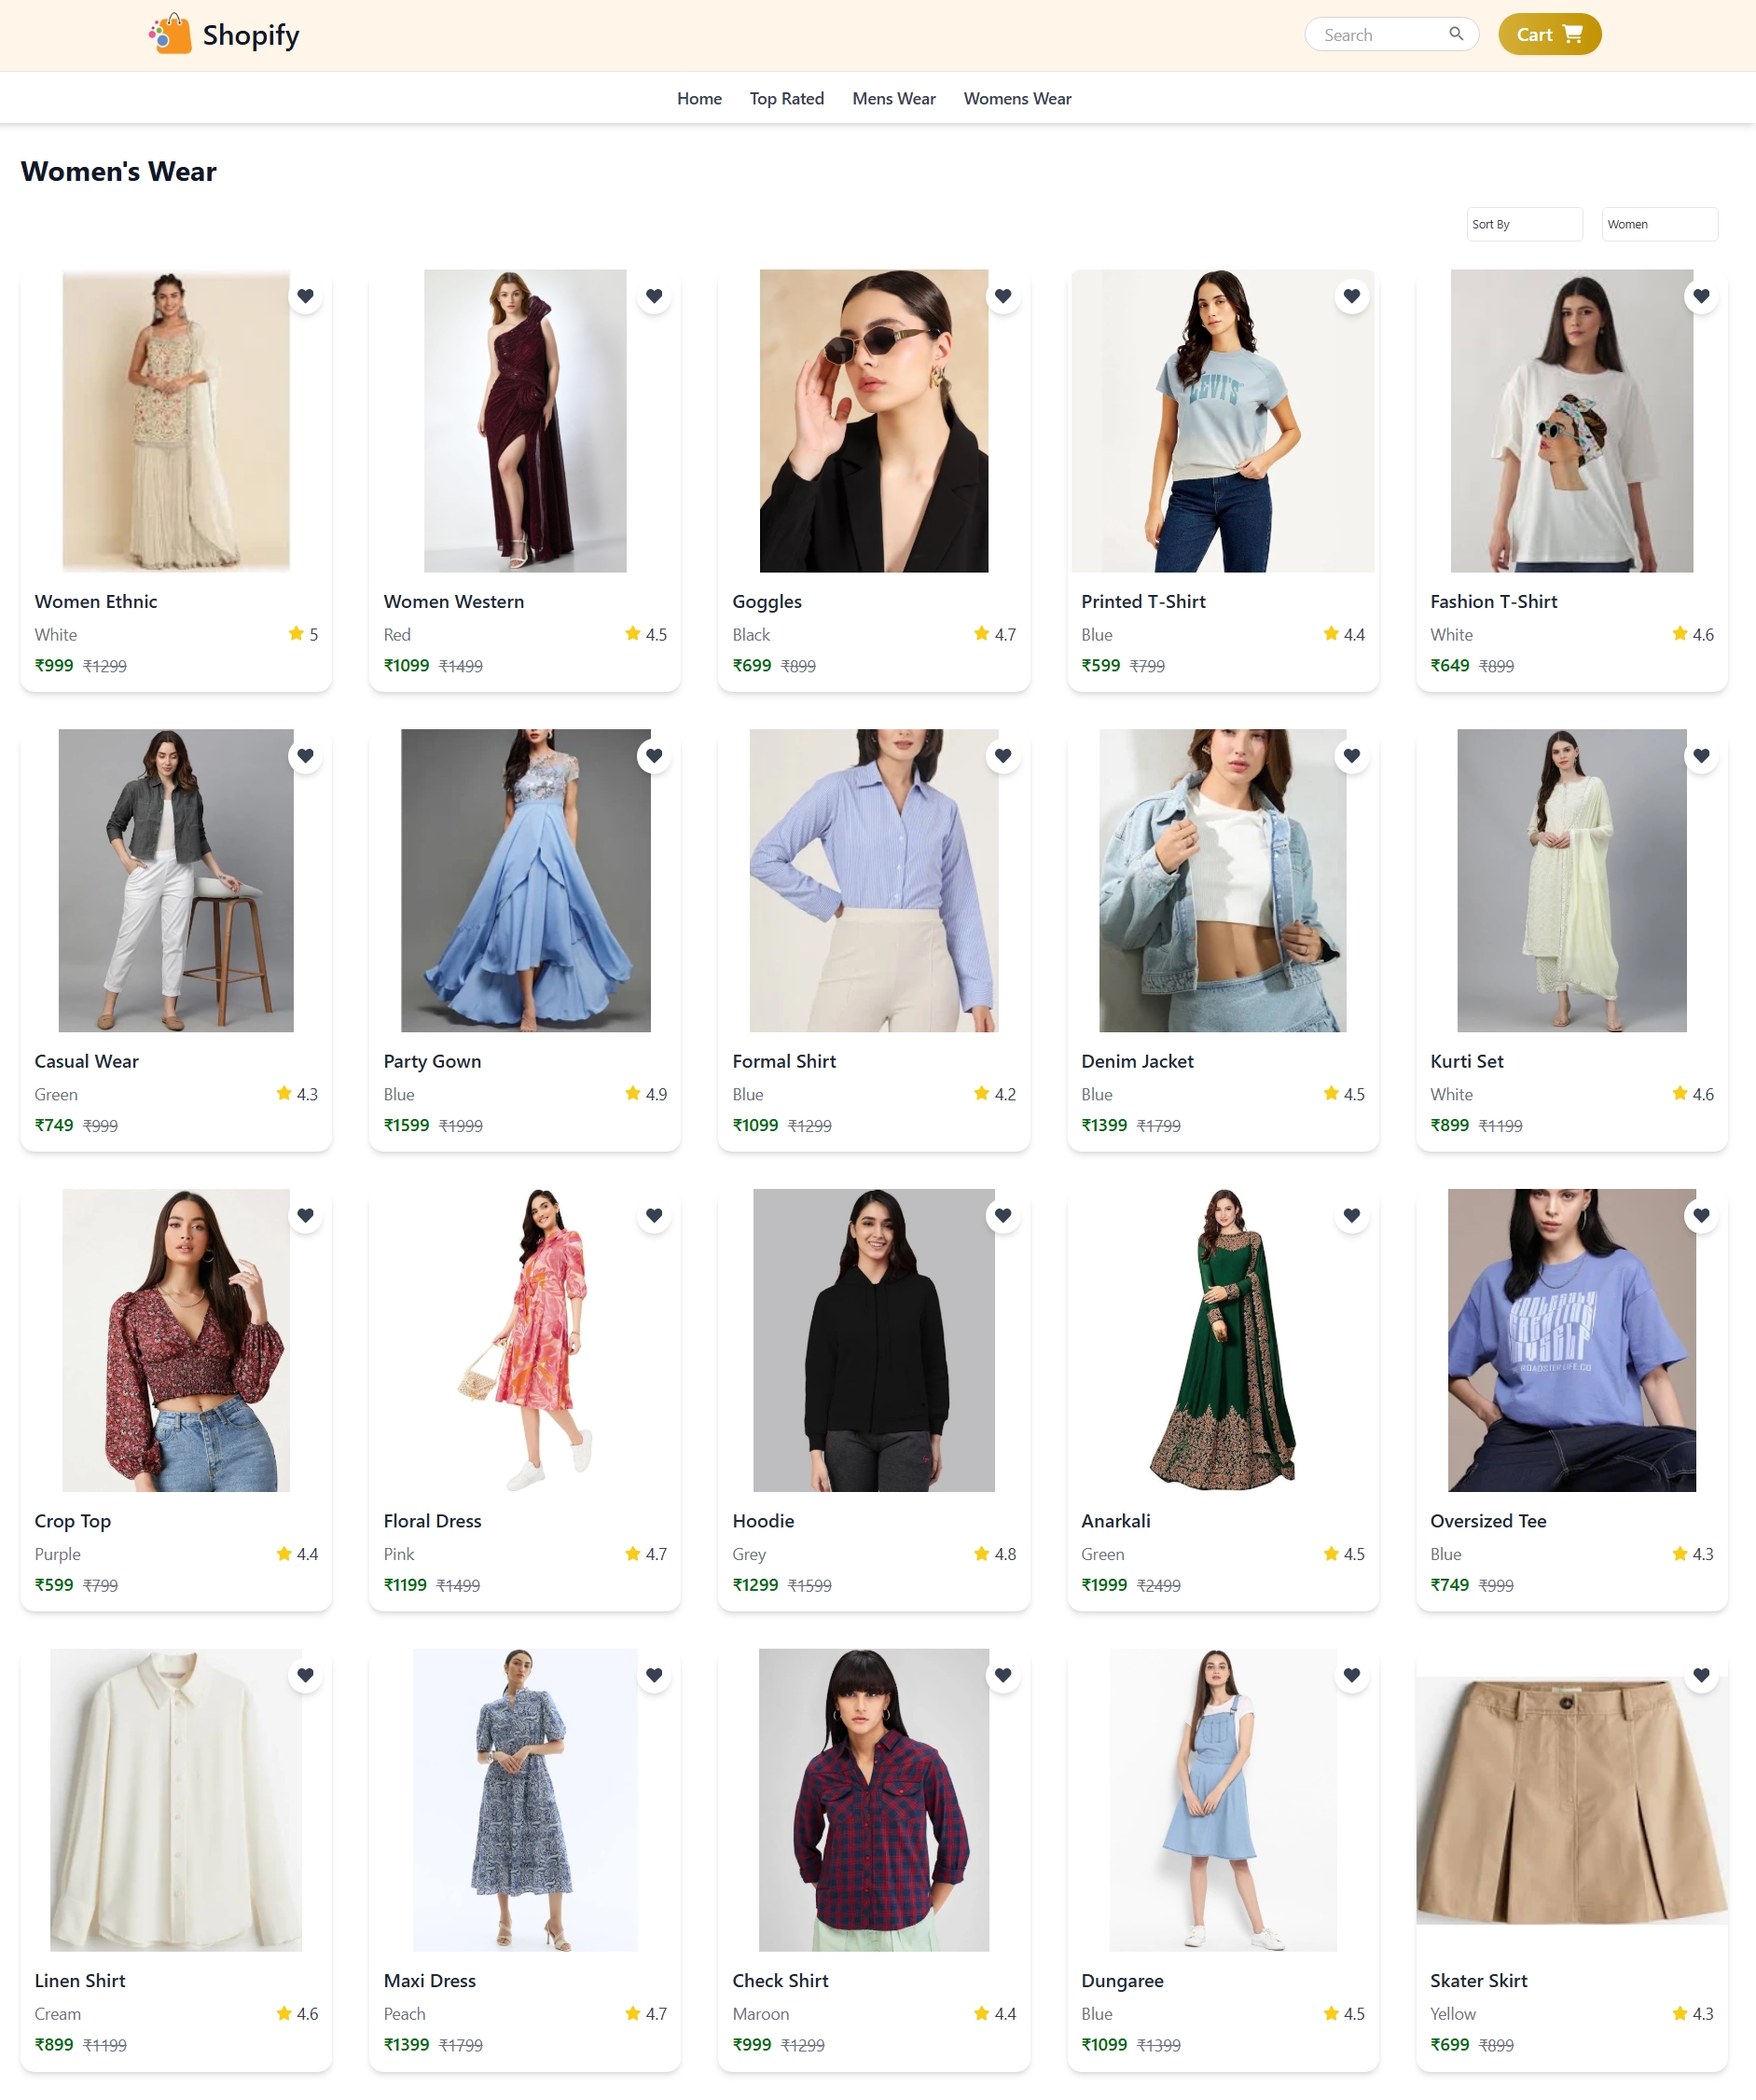 Shopify
Search
Cart
Home Top Rated Mens Wear Womens Wear
Women's Wear
Sort By Women
LEVI'S
Women Ethnic
White 5
₹999 ₹1299
Women Western
Red 4.5
₹1099 ₹1499
Goggles
Black 4.7
₹699 ₹899
Printed T-Shirt
Blue 4.4
₹599 ₹799
Fashion T-Shirt
White 4.6
₹649 ₹899
Casual Wear
Green 4.3
₹749 ₹999
Party Gown
Blue 4.9
₹1599 ₹1999
Formal Shirt
Blue 4.2
₹1099 ₹1299
Denim Jacket
Blue 4.5
₹1399 ₹1799
Kurti Set
White 4.6
₹899 ₹1199
ROADSTER LIFE.CO
Crop Top
Purple 4.4
₹599 ₹799
Floral Dress
Pink 4.7
₹1199 ₹1499
Hoodie
Grey 4.8
₹1299 ₹1599
Anarkali
Green 4.5
₹1999 ₹2499
Oversized Tee
Blue 4.3
₹749 ₹999
Linen Shirt
Cream 4.6
₹899 ₹1199
Maxi Dress
Peach 4.7
₹1399 ₹1799
Check Shirt
Maroon 4.4
₹999 ₹1299
Dungaree
Blue 4.5
₹1099 ₹1399
Skater Skirt
Yellow 4.3
₹699 ₹899